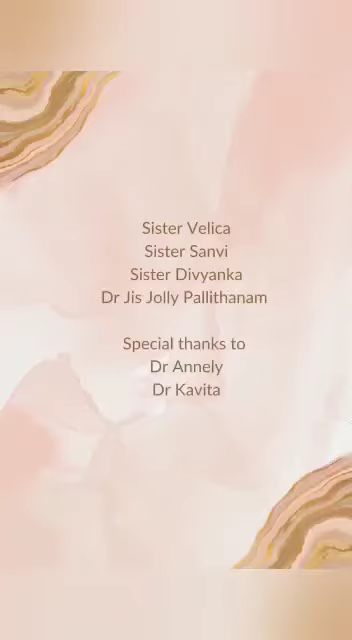 Sister Velica
Sister Sanvi
Sister Divyanka
Dr Jis Jolly Pallithanam
Special thanks to
Dr Annely
Dr Kavita